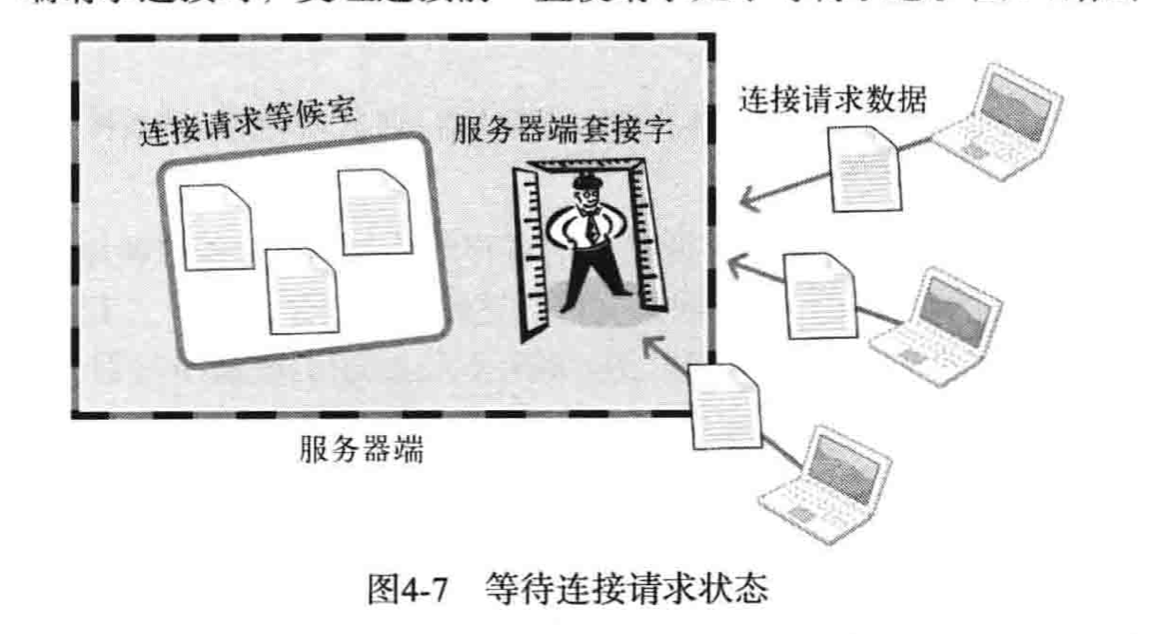 连接请求等候室
服务器端套接字
连接请求数据
服务器端
图4-7 等待连接请求状态